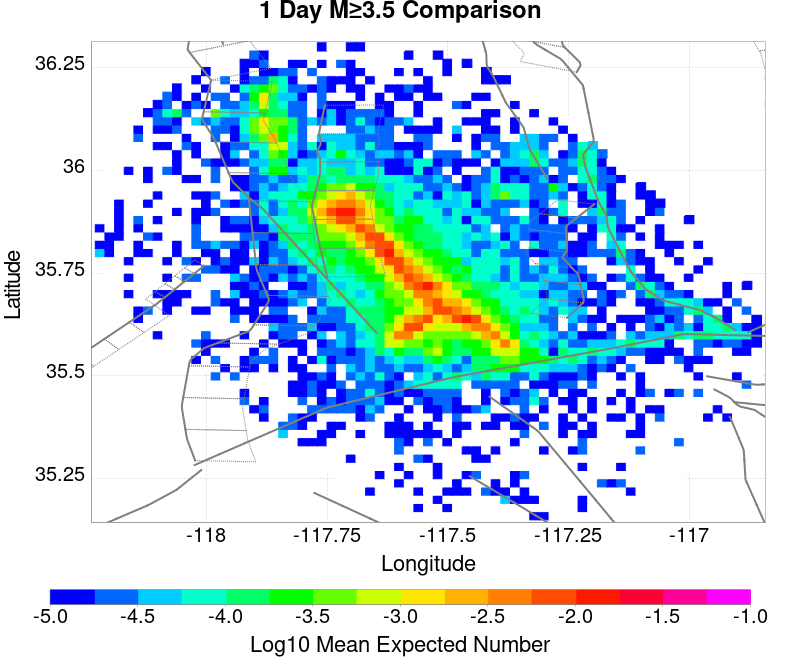 1 Day M≥3.5 Comparison
36.25
36
35.75
35.5
35.25
Latitude
-118 -117.75 -117.5 -117.25 -117
Longitude
-5.0 -4.5 -4.0 -3.5 -3.0 -2.5 -2.0 -1.5 -1.0
Log10 Mean Expected Number